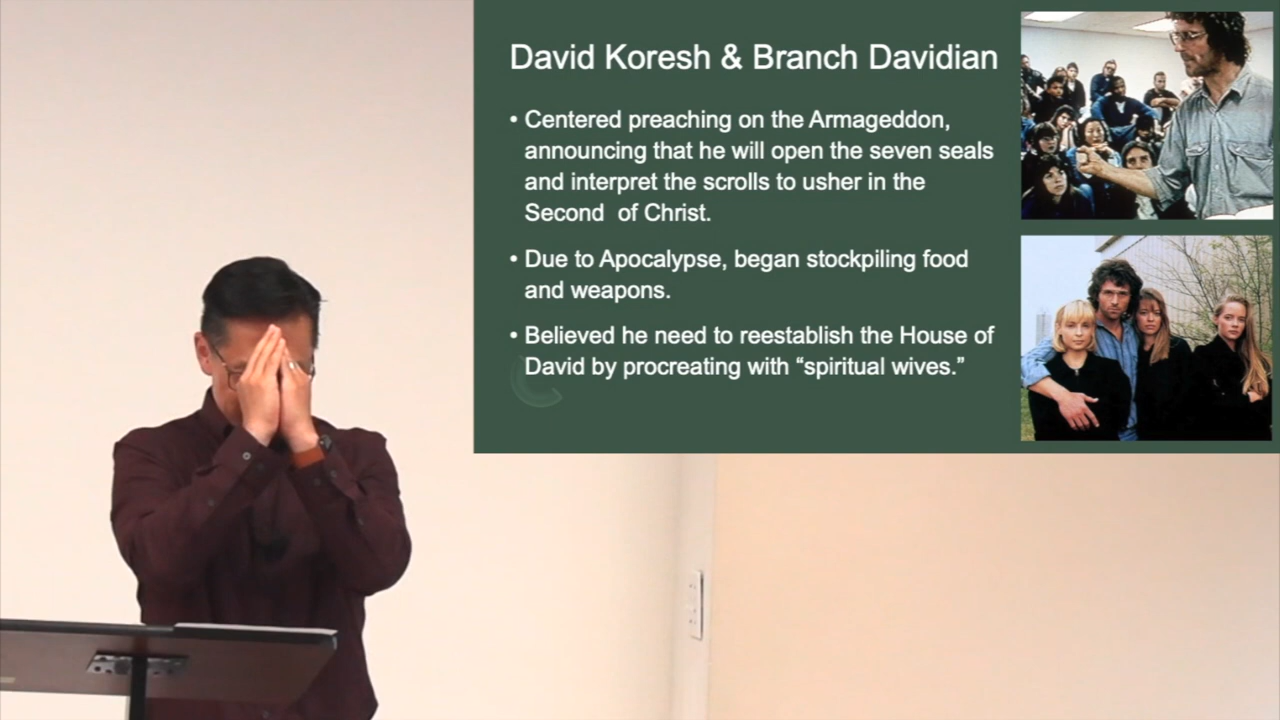 David Koresh & Branch Davidian
• Centered preaching on the Armageddon,
announcing that he will open the seven seals
and interpret the scrolls to usher in the
Second  of Christ.
• Due to Apocalypse, began stockpiling food
and weapons.
• Believed he need to reestablish the House of
David by procreating with “spiritual wives.”